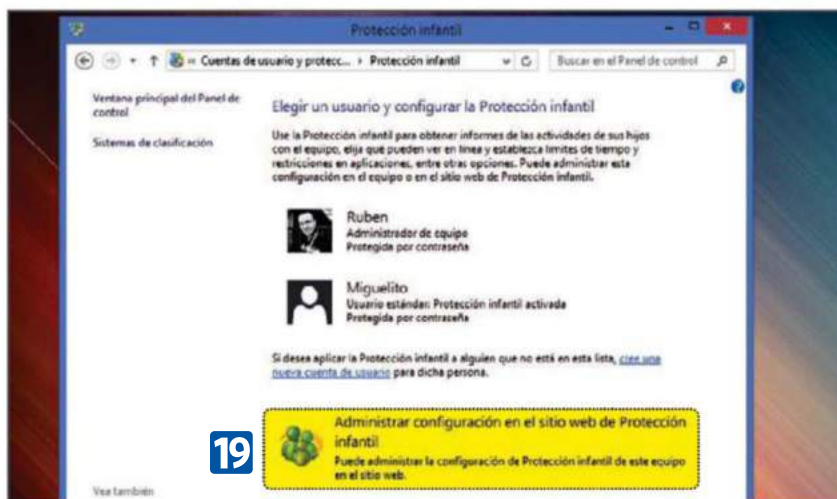 Protección infantil
« Cuentas de usuario y protecc... › Protección infantil
Buscar en el Panel de control
Ventana principal del Panel de
control
Sistemas de clasificación
Elegir un usuario y configurar la Protección infantil
Use la Protección infantil para obtener informes de las actividades de sus hijos
con el equipo, elija que pueden ver en línea y establezca límites de tiempo y
restricciones en aplicaciones, entre otras opciones. Puede administrar esta
configuración en el equipo o en el sitio web de Protección infantil.
Ruben
Administrador de equipo
Protegida por contraseña
Miguelito
Usuario estándar: Protección infantil activada
Protegida por contraseña
Si desea aplicar la Protección infantil a alguien que no está en esta lista, cree una
nueva cuenta de usuario para dicha persona.
19
Administrar configuración en el sitio web de Protección
infantil
Puede administrar la configuración de Protección infantil de este equipo
en el sitio web.
Vea también